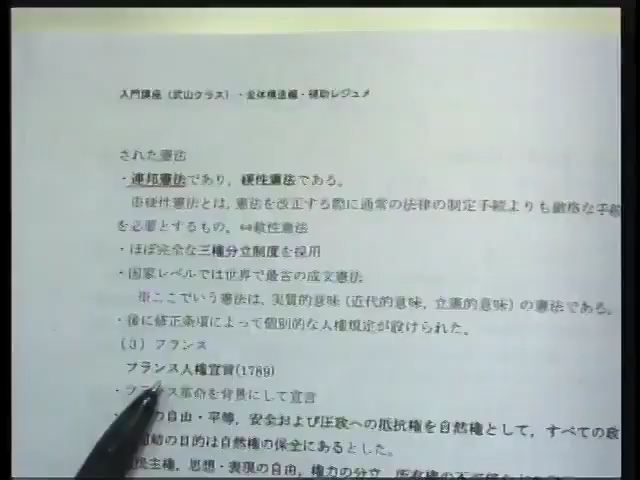 入門講座（武山クラス）・全体構造編・補助レジュメ
された憲法
・連邦憲法であり，硬性憲法である。
※硬性憲法とは，憲法を改正する際に通常の法律の制定手続よりも厳格な手続
を必要とするもの。⇔軟性憲法
・ほぼ完全な三権分立制度を採用
・国家レベルでは世界で最古の成文憲法
※ここでいう憲法は，実質的意味（近代的意味，立憲的意味）の憲法である。
・後に修正条項によって個別的な人権規定が設けられた。
（3）フランス
フランス人権宣言(1789)
・フランス革命を背景にして宣言
の自由・平等，安全および圧政への抵抗権を自然権として，すべての政
の目的は自然権の保全にあるとした。
民主権，思想・表現の自由，権力の分立，所有権の